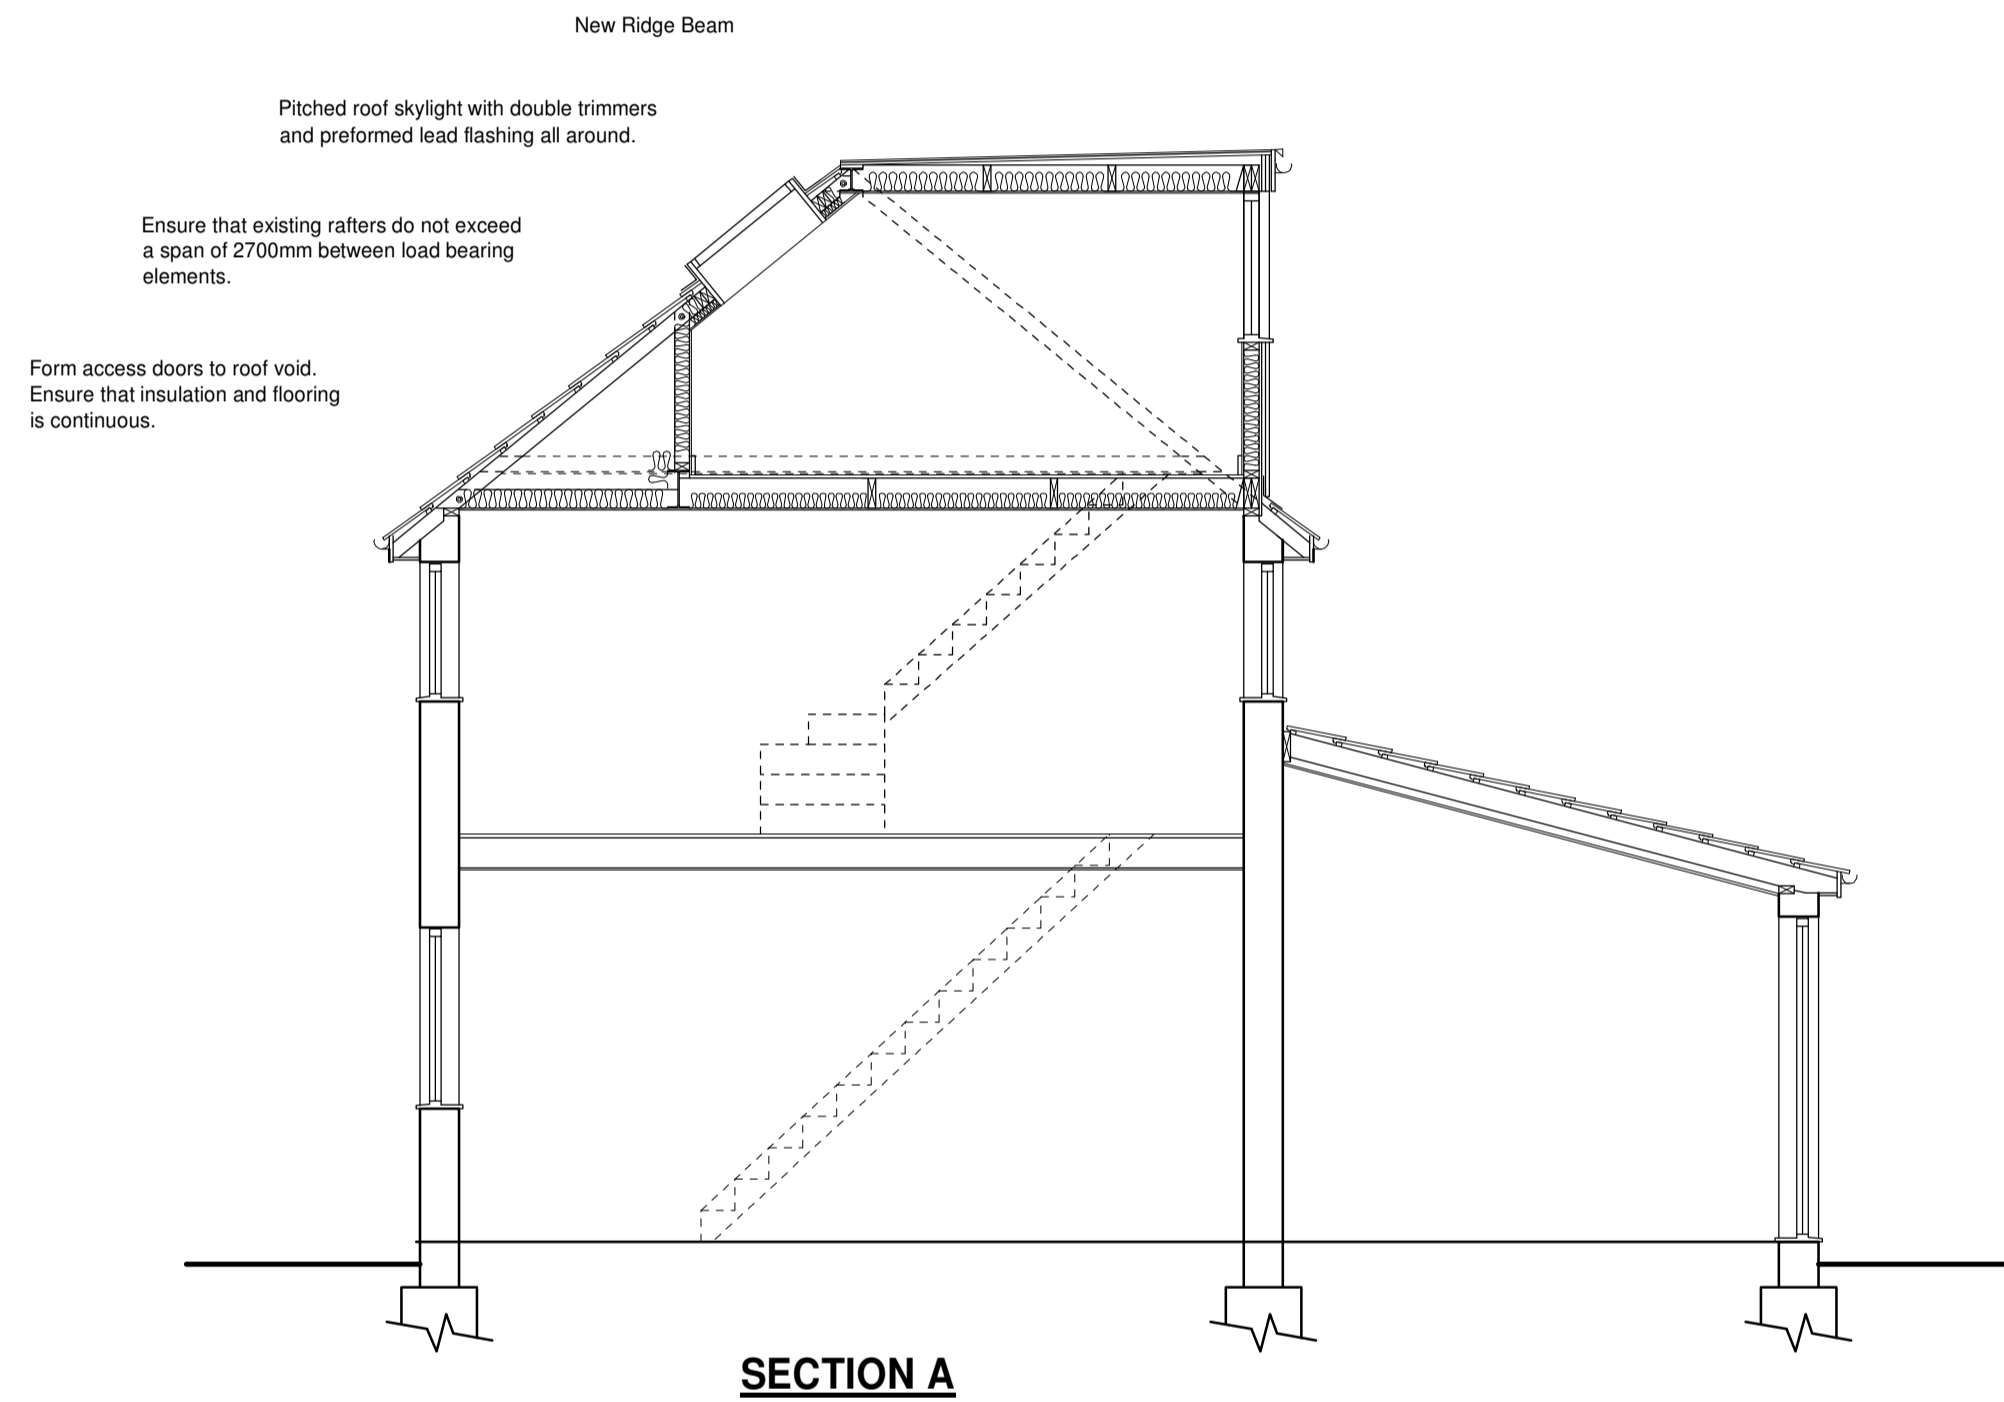 New Ridge Beam
Pitched roof skylight with double trimmers
and preformed lead flashing all around.
Ensure that existing rafters do not exceed
a span of 2700mm between load bearing
elements.
Form access doors to roof void.
Ensure that insulation and flooring
is continuous.
SECTION A